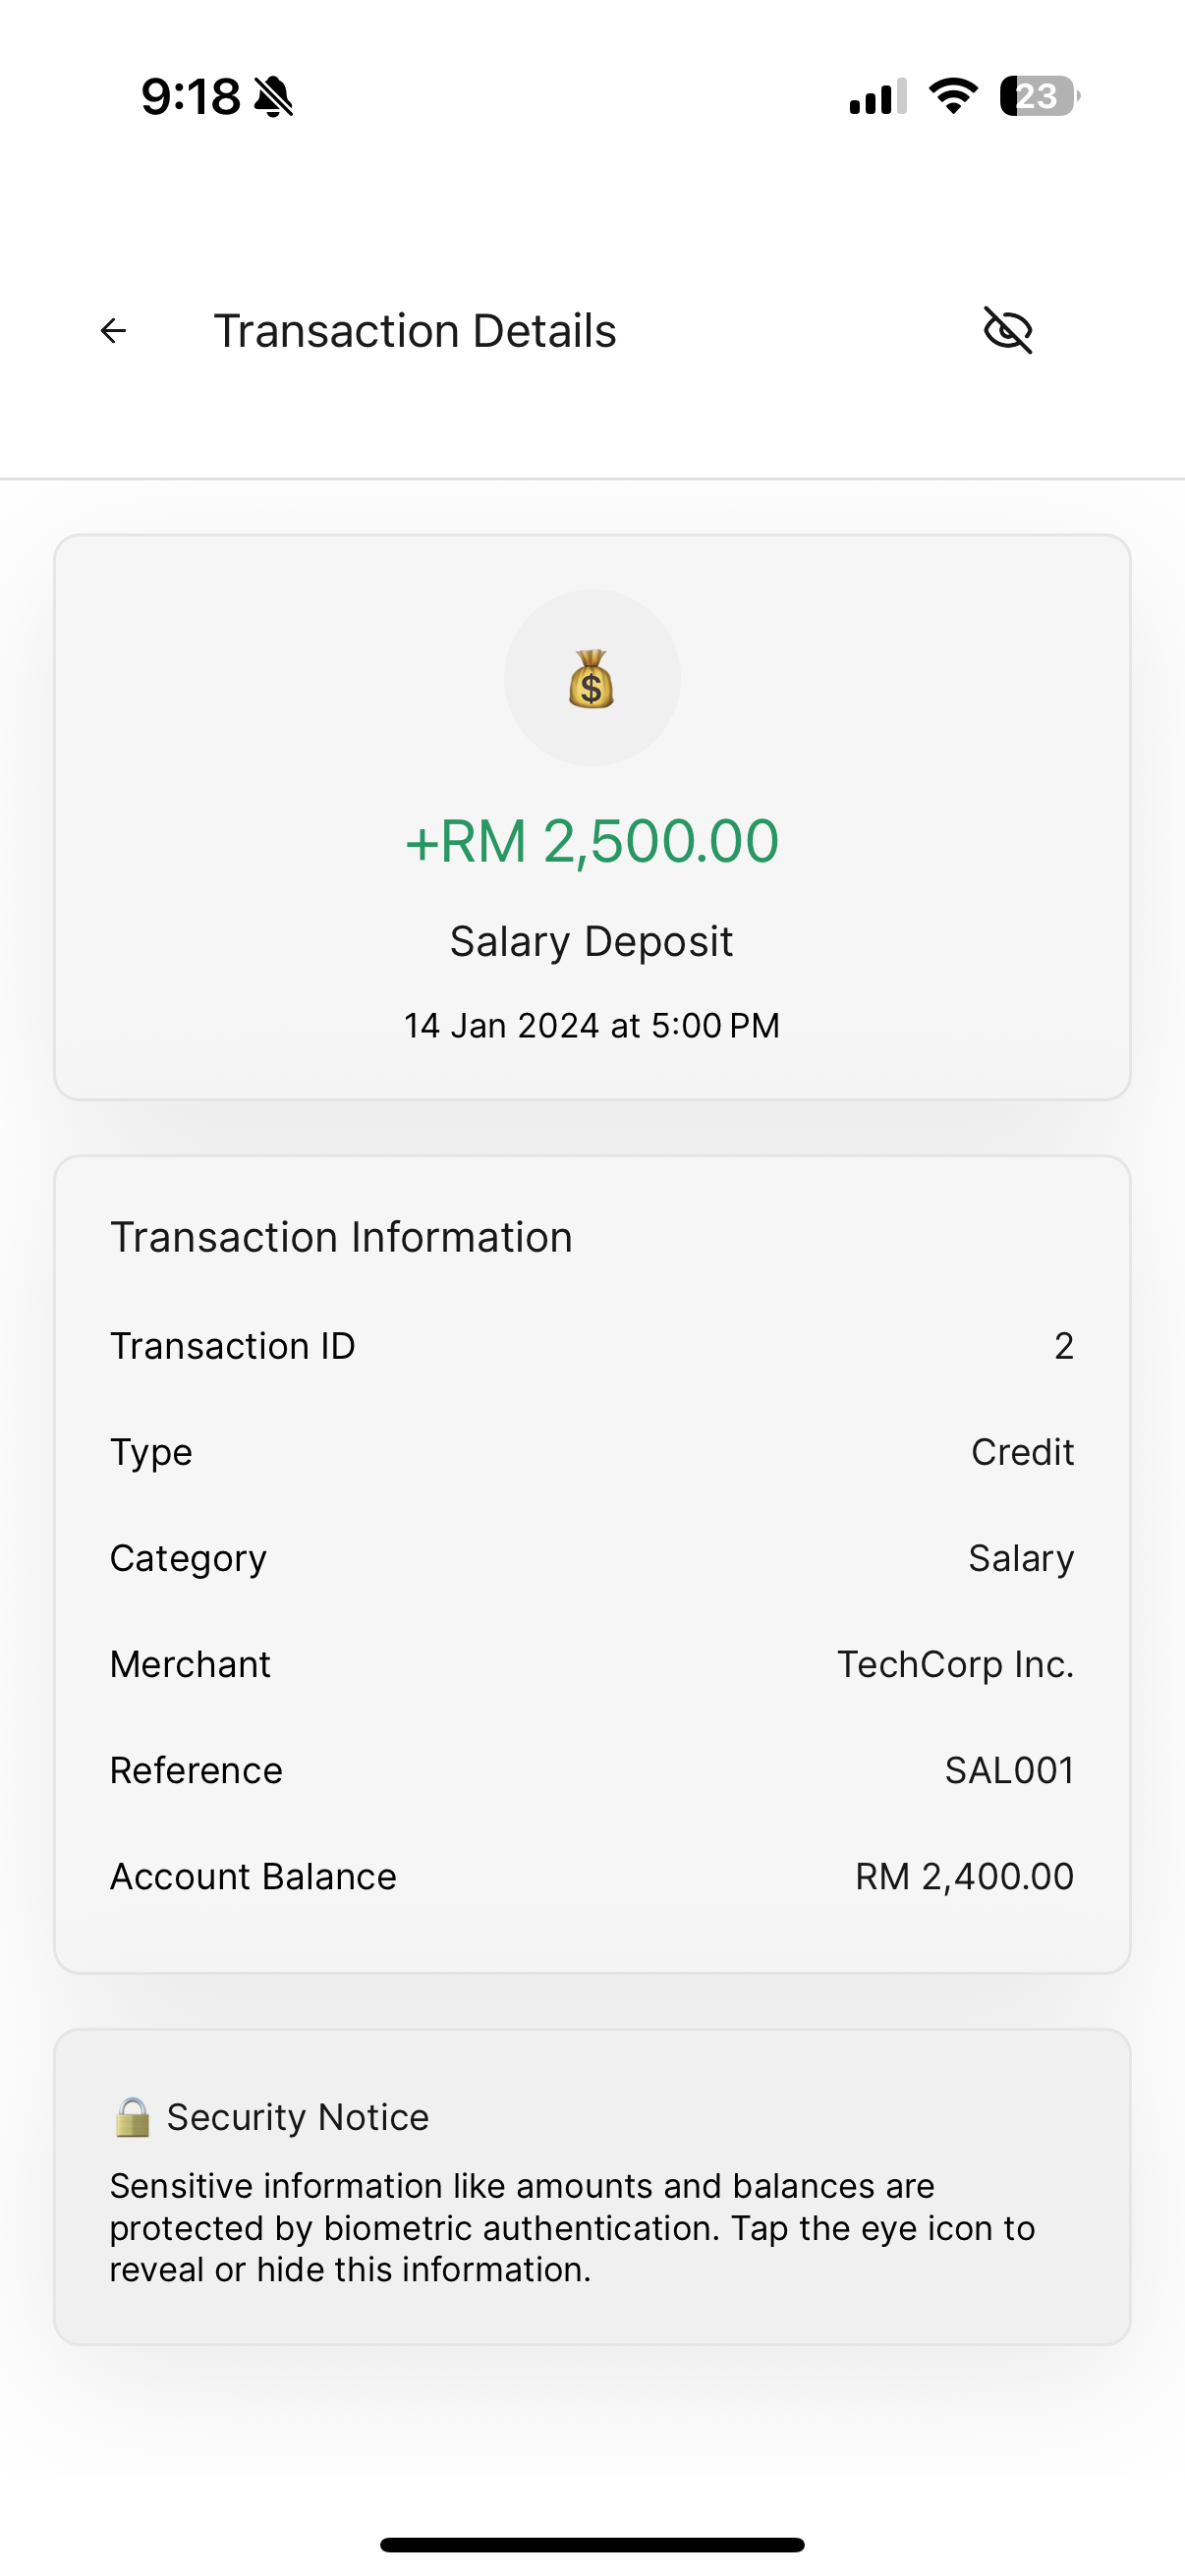 9:18
23
Transaction Details
+RM 2,500.00
Salary Deposit
14 Jan 2024 at 5:00 PM
Transaction Information
Transaction ID 2
Type Credit
Category Salary
Merchant TechCorp Inc.
Reference SAL001
Account Balance RM 2,400.00
🔒 Security Notice
Sensitive information like amounts and balances are
protected by biometric authentication. Tap the eye icon to
reveal or hide this information.